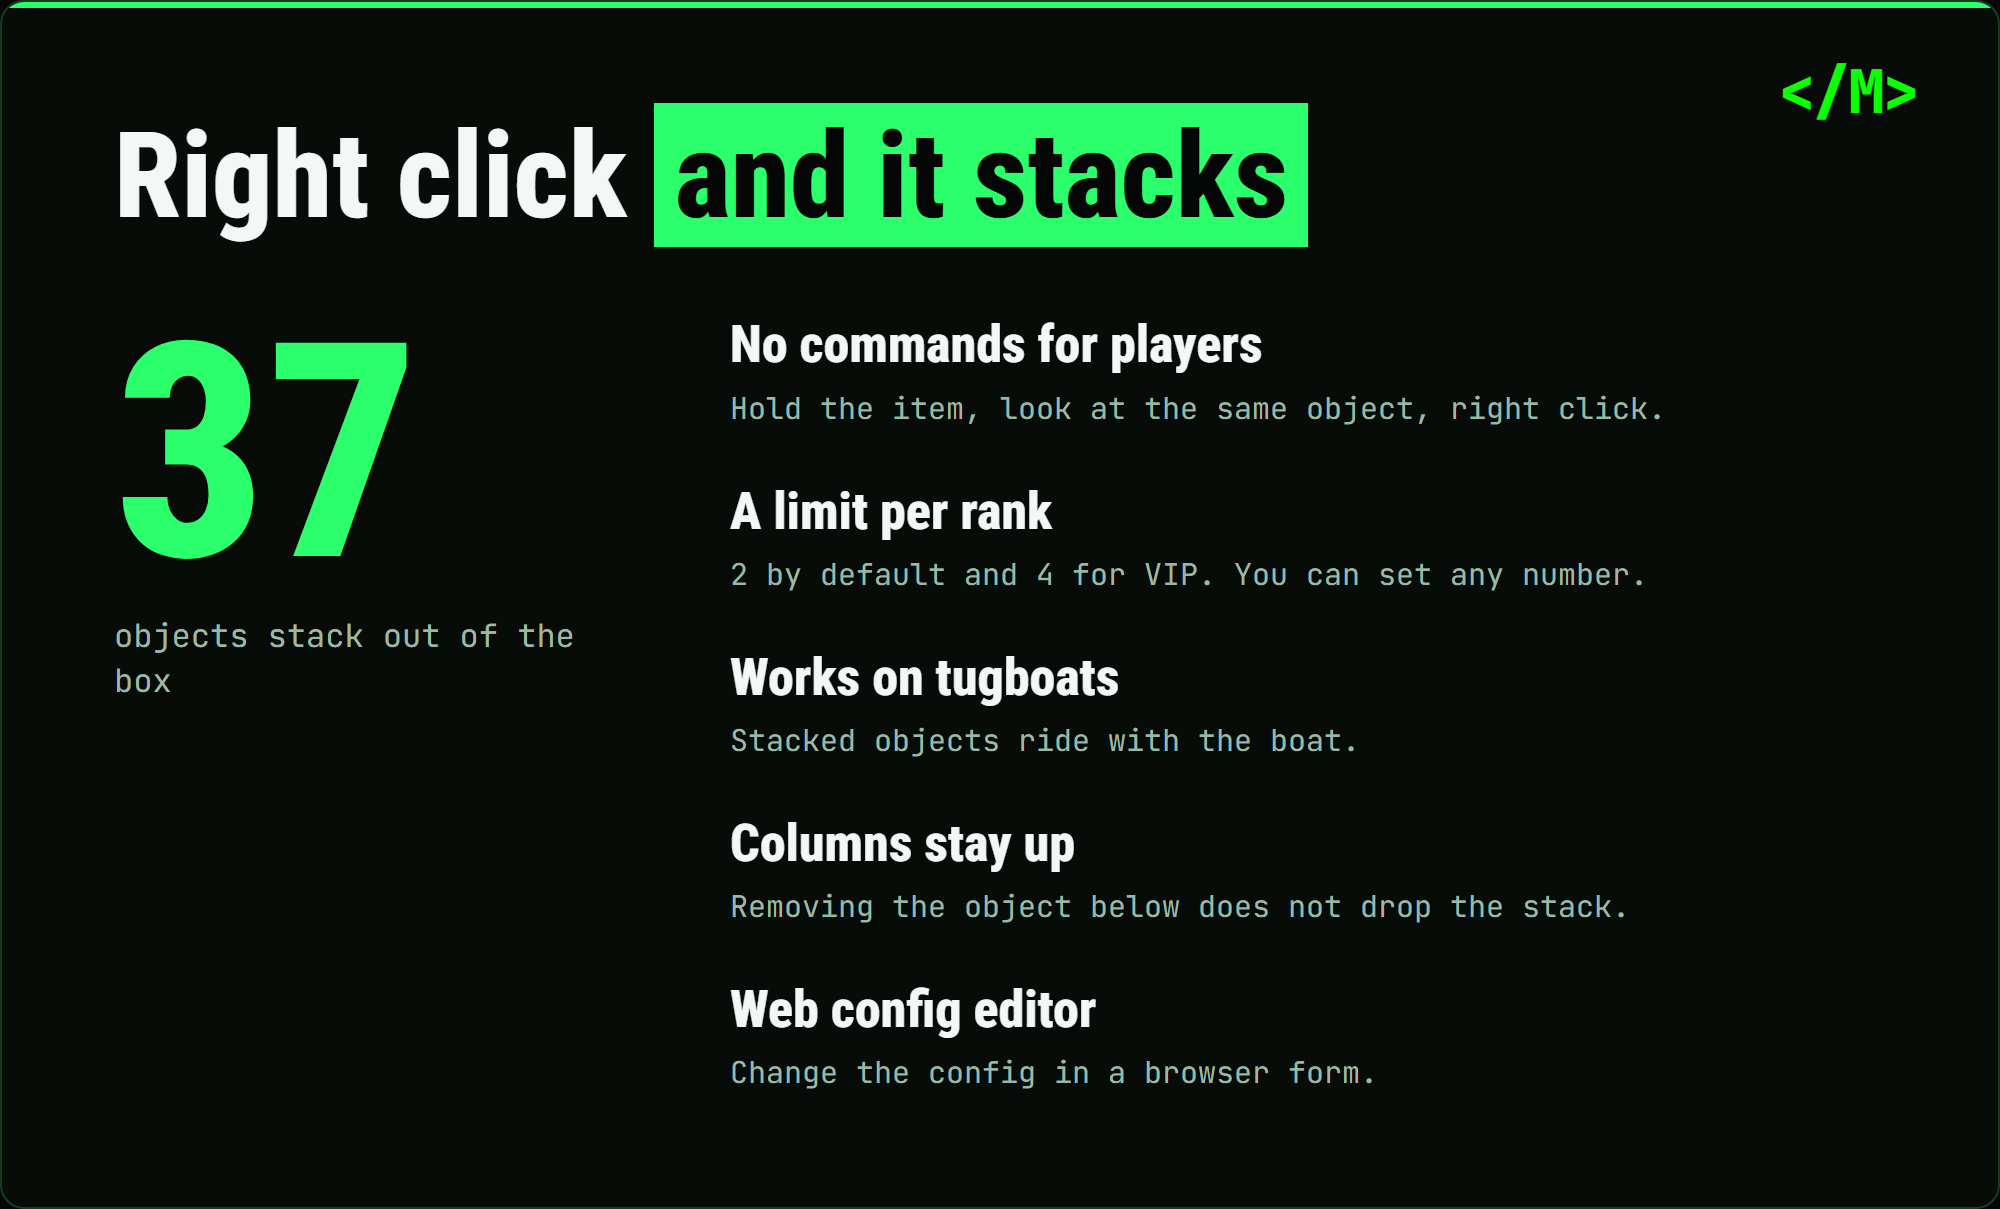 </M>
Right click and it stacks
37
objects stack out of the
box
No commands for players
Hold the item, look at the same object, right click.
A limit per rank
2 by default and 4 for VIP. You can set any number.
Works on tugboats
Stacked objects ride with the boat.
Columns stay up
Removing the object below does not drop the stack.
Web config editor
Change the config in a browser form.